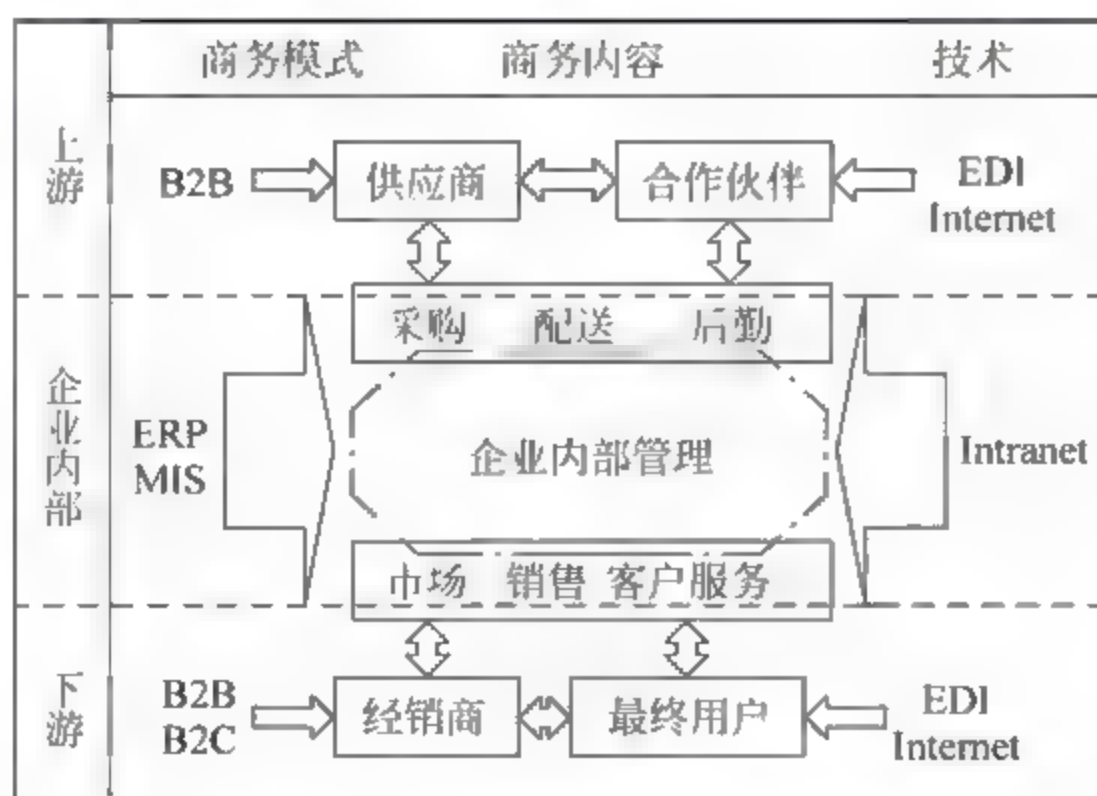 商务模式 商务内容 技术
上游
B2B 供应商 合作伙伴 EDI
Internet
采购 配送 后勤
企业内部
ERP
MIS
企业内部管理
Intranet
市场 销售 客户服务
下游
B2B
B2C
经销商 最终用户 EDI
Internet